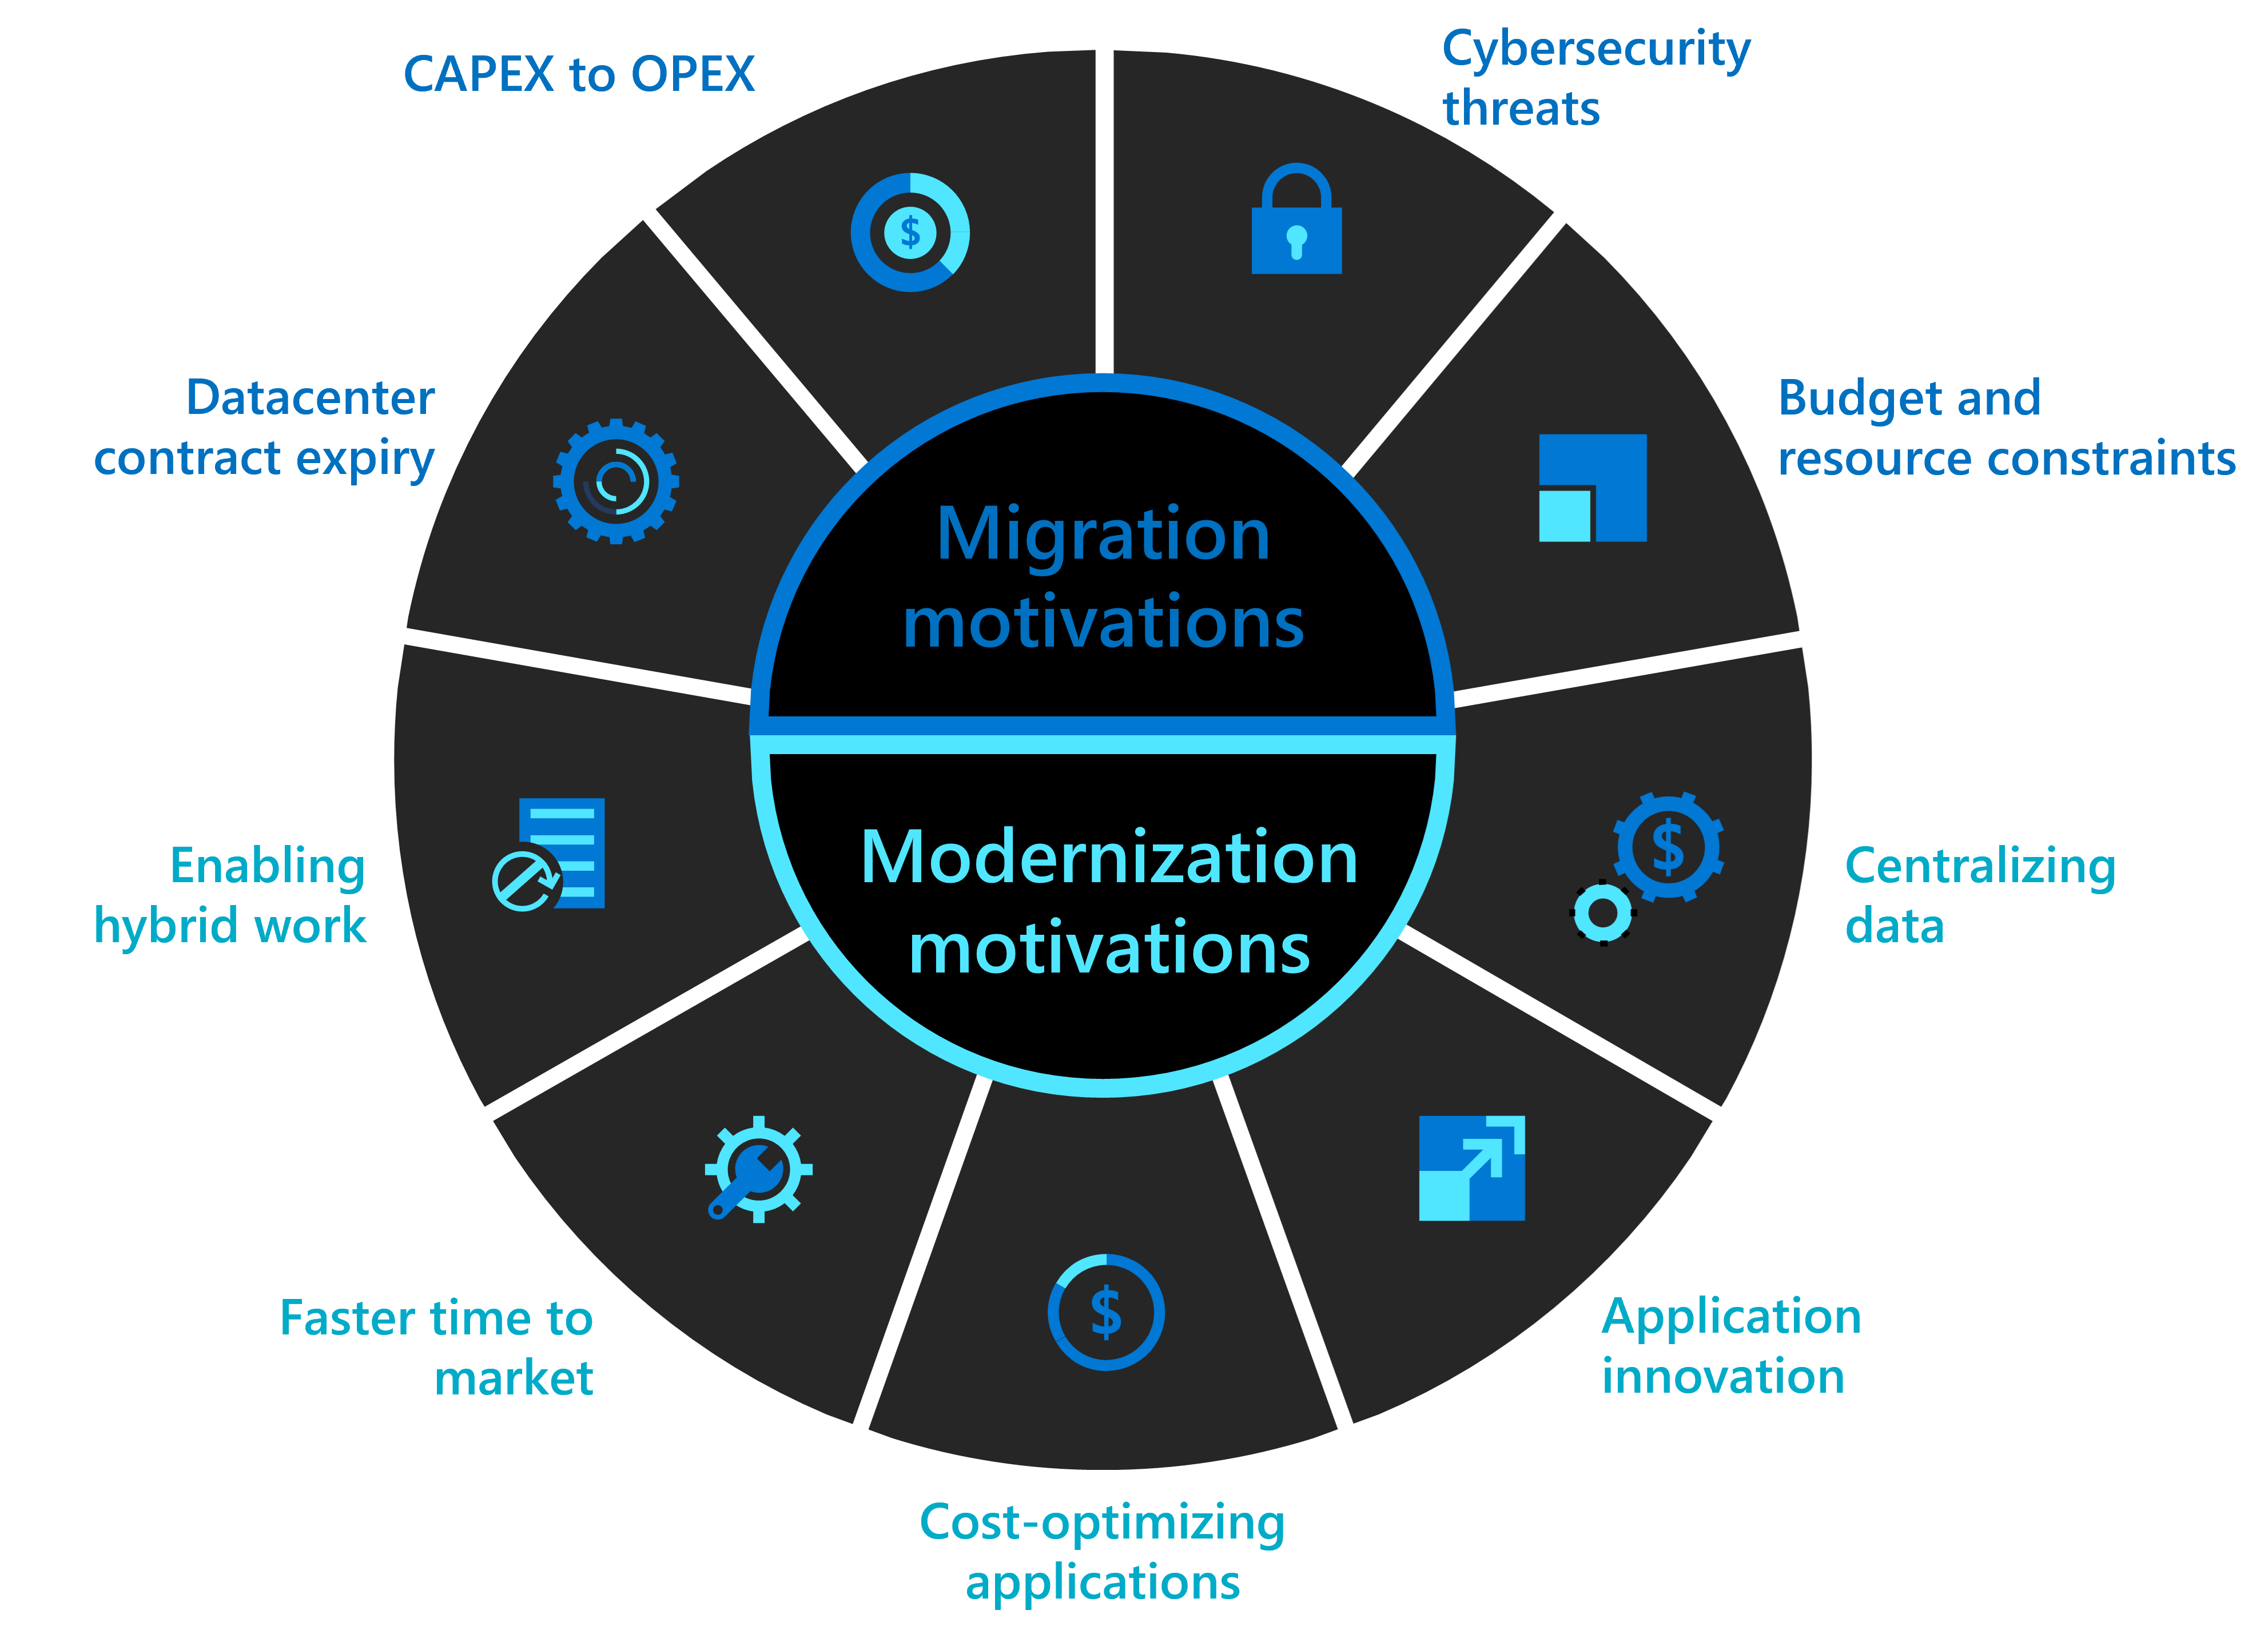 CAPEX to OPEX
Cybersecurity
threats
Datacenter
contract expiry
Budget and
resource constraints
$
Migration
motivations
Modernization
motivations
$
Enabling
hybrid work
Centralizing
data
Faster time to
market
$
Application
innovation
Cost-optimizing
applications